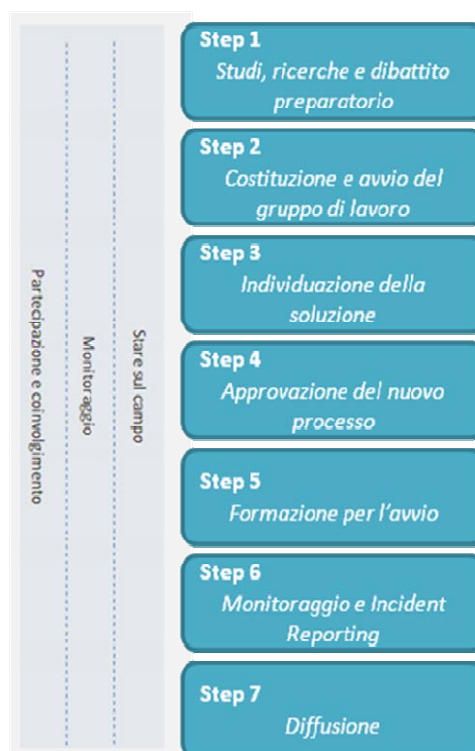 Partecipazione e coinvolgimento
Monitoraggio
Stare sul campo
Step 1
Studi, ricerche e dibattito
preparatorio
Step 2
Costituzione e avvio del
gruppo di lavoro
Step 3
Individuazione della
soluzione
Step 4
Approvazione del nuovo
processo
Step 5
Formazione per l'avvio
Step 6
Monitoraggio e Incident
Reporting
Step 7
Diffusione